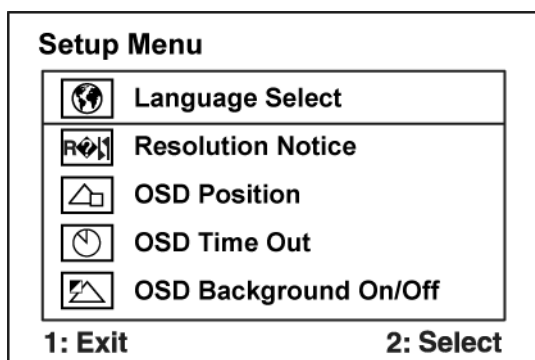 Setup Menu
Language Select
Resolution Notice
OSD Position
OSD Time Out
OSD Background On/Off
1: Exit
2: Select